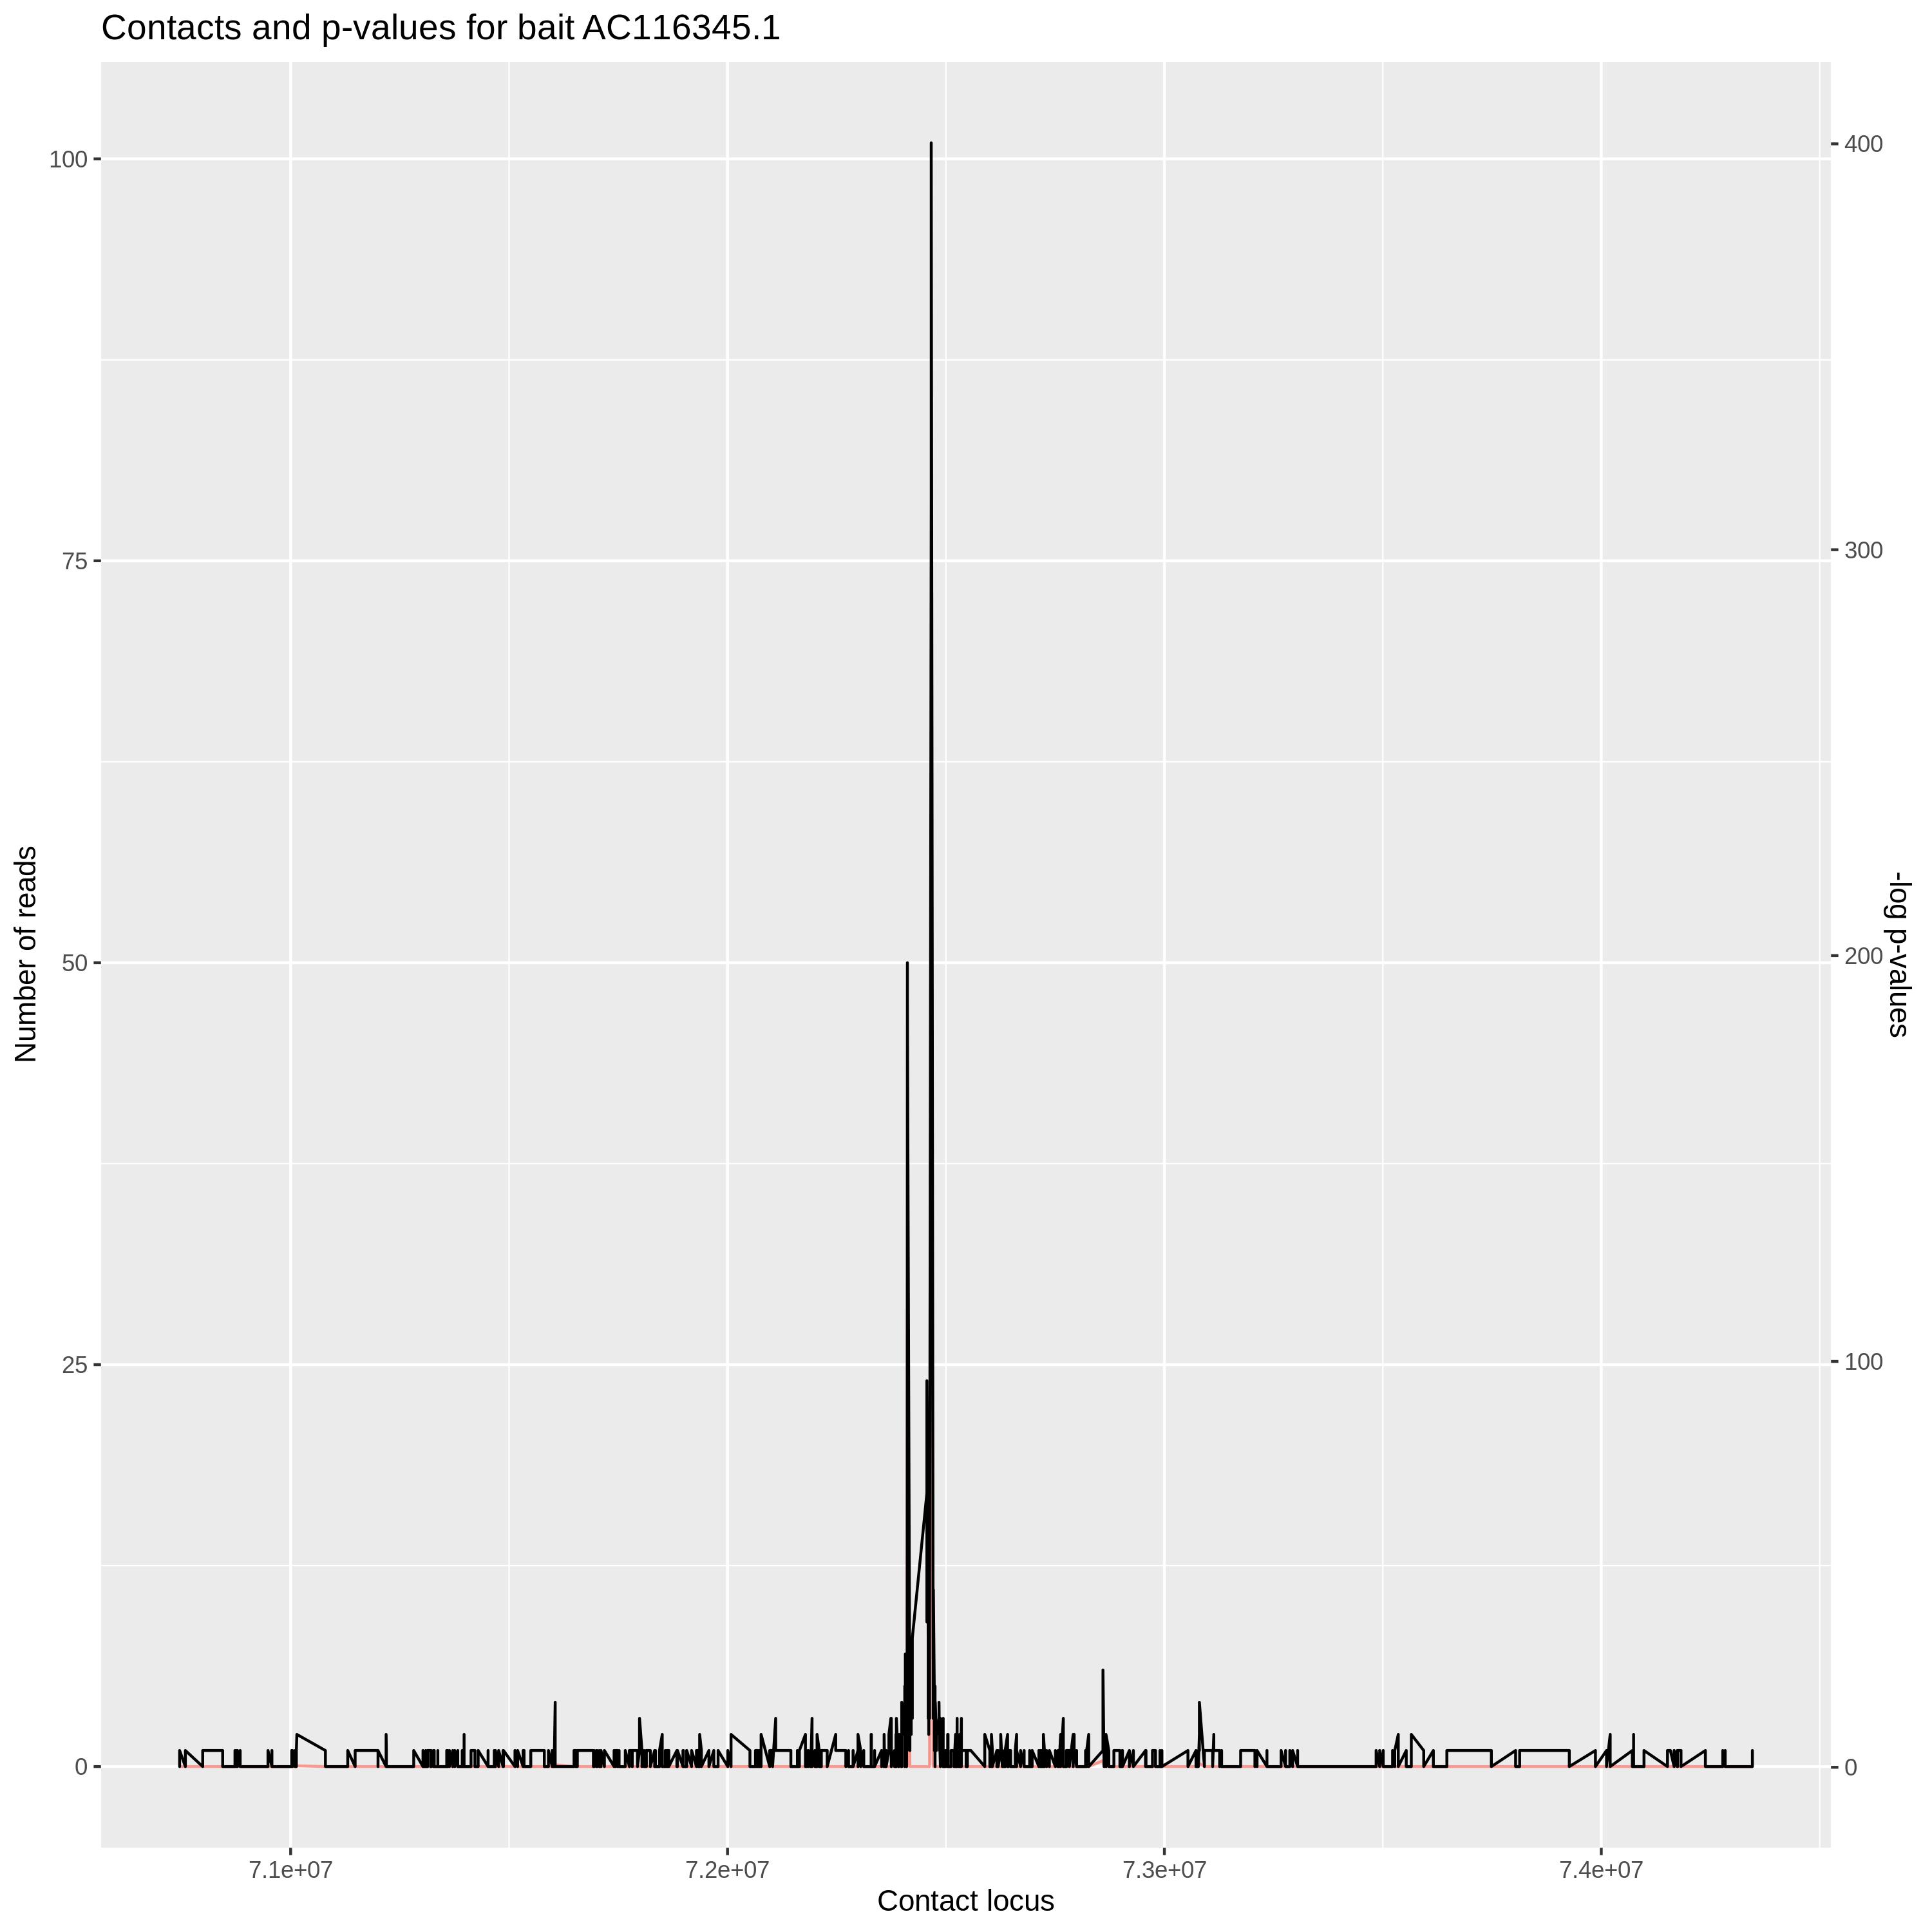 Contacts and p-values for bait AC116345.1
100
75
50
25
0
Number of reads
400
300
200
100
0
-log p-values
7.1e+07
7.2e+07
7.3e+07
7.4e+07
Contact locus